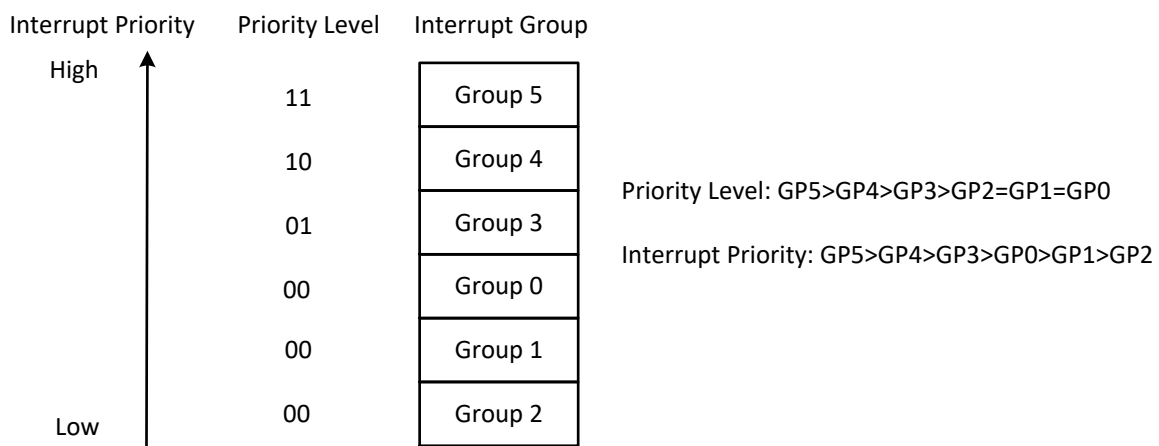 Interrupt Priority Priority Level Interrupt Group
High
11 Group 5
10 Group 4
Priority Level: GP5>GP4>GP3>GP2=GP1=GP0
01 Group 3
Interrupt Priority: GP5>GP4>GP3>GP0>GP1>GP2
00 Group 0
00 Group 1
00 Group 2
Low